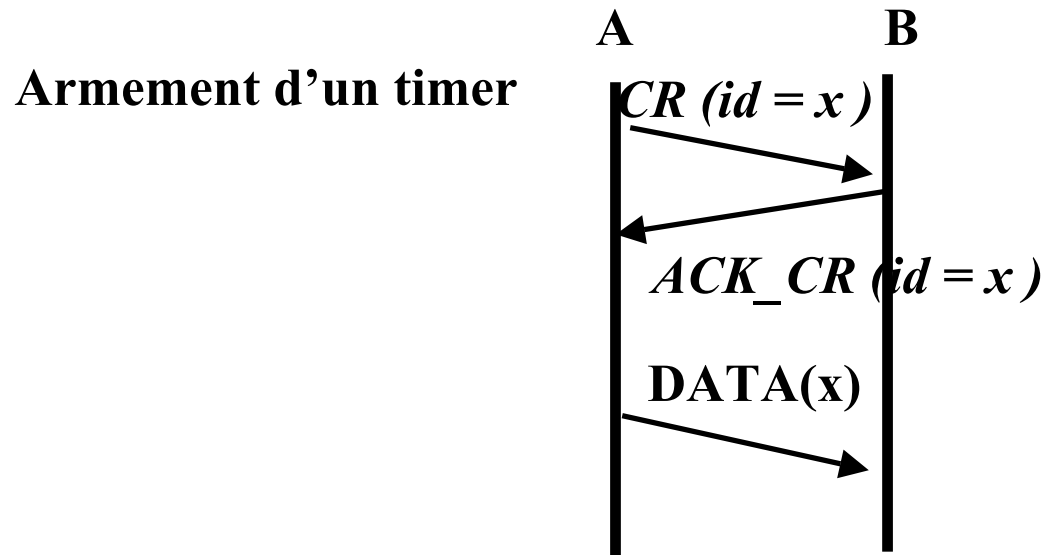 A B
Armement d’un timer
CR (id = x )
ACK_CR (id = x )
DATA(x)